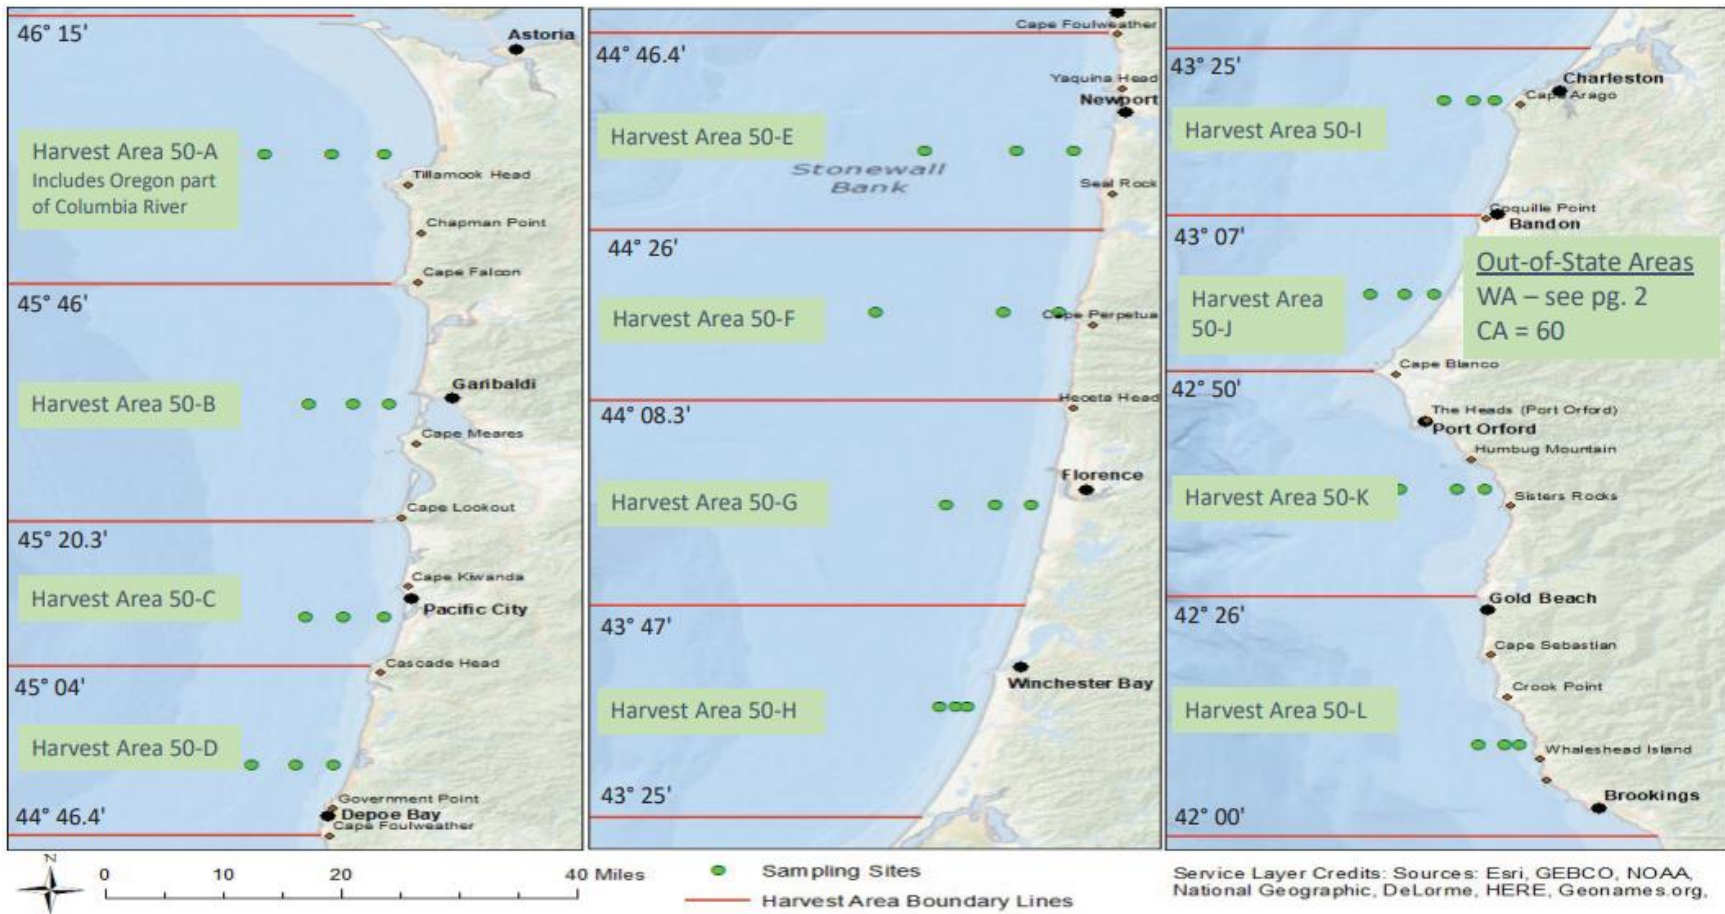 46° 15'
Astoria
Harvest Area 50-A
Includes Oregon part
of Columbia River
Tillamook Head
Chapman Point
Cape Falcon
45° 46'
Harvest Area 50-B
Garibaldi
Cape Meares
Cape Lookout
45° 20.3'
Cape Kiwanda
Harvest Area 50-C
Pacific City
Cascade Head
45° 04'
Harvest Area 50-D
Government Point
44° 46.4'
Depoe Bay
Cape Foulweather
Cape Foulweather
44° 46.4'
Yaquina Head
Newport
Harvest Area 50-E
Stonewall
Bank
Seal Rock
44° 26'
Harvest Area 50-F
Cape Perpetua
Heceta Head
44° 08.3'
Florence
Harvest Area 50-G
43° 47'
Winchester Bay
Harvest Area 50-H
43° 25'
43° 25'
Charleston
Cape Arago
Harvest Area 50-I
Coquille Point
Bandon
43° 07'
Out-of-State Areas
WA – see pg. 2
CA = 60
Harvest Area
50-J
Cape Blanco
42° 50'
The Heads (Port Orford)
Port Orford
Humbug Mountain
Harvest Area 50-K
Sisters Rocks
Gold Beach
42° 26'
Cape Sebastian
Crook Point
Harvest Area 50-L
Whaleshead Island
Brookings
42° 00'
N
0 10 20 40 Miles
Sampling Sites
Harvest Area Boundary Lines
Service Layer Credits: Sources: Esri, GEBCO, NOAA,
National Geographic, DeLorme, HERE, Geonames.org,